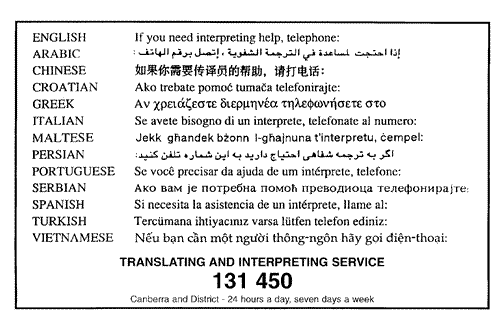 ENGLISH If you need interpreting help, telephone:
ARABIC إذا احتجت لمساعدة في الترجمة الشفوية ، إتصل برقم الهاتف :
CHINESE 如果你需要传译员的帮助，请打电话：
CROATIAN Ako trebate pomoć tumača telefonirajte:
GREEK Αν χρειάζεστε διερμηνέα τηλεφωνήσετε στο
ITALIAN Se avete bisogno di un interprete, telefonate al numero:
MALTESE Jekk għandek bżonn l-għajnuna t'interpretu, ċempel:
PERSIAN اگر به ترجمه شفاهی احتیاج دارید به این شماره تلفن کنید:
PORTUGUESE Se você precisar da ajuda de um intérprete, telefone:
SERBIAN Ако вам је потребна помоћ преводиоца телефонирајте:
SPANISH Si necesita la asistencia de un intérprete, llame al:
TURKISH Tercümana ihtiyacınız varsa lütfen telefon ediniz:
VIETNAMESE Nếu bạn cần một người thông-ngôn hãy gọi điện-thoại:
TRANSLATING AND INTERPRETING SERVICE
131 450
Canberra and District - 24 hours a day, seven days a week